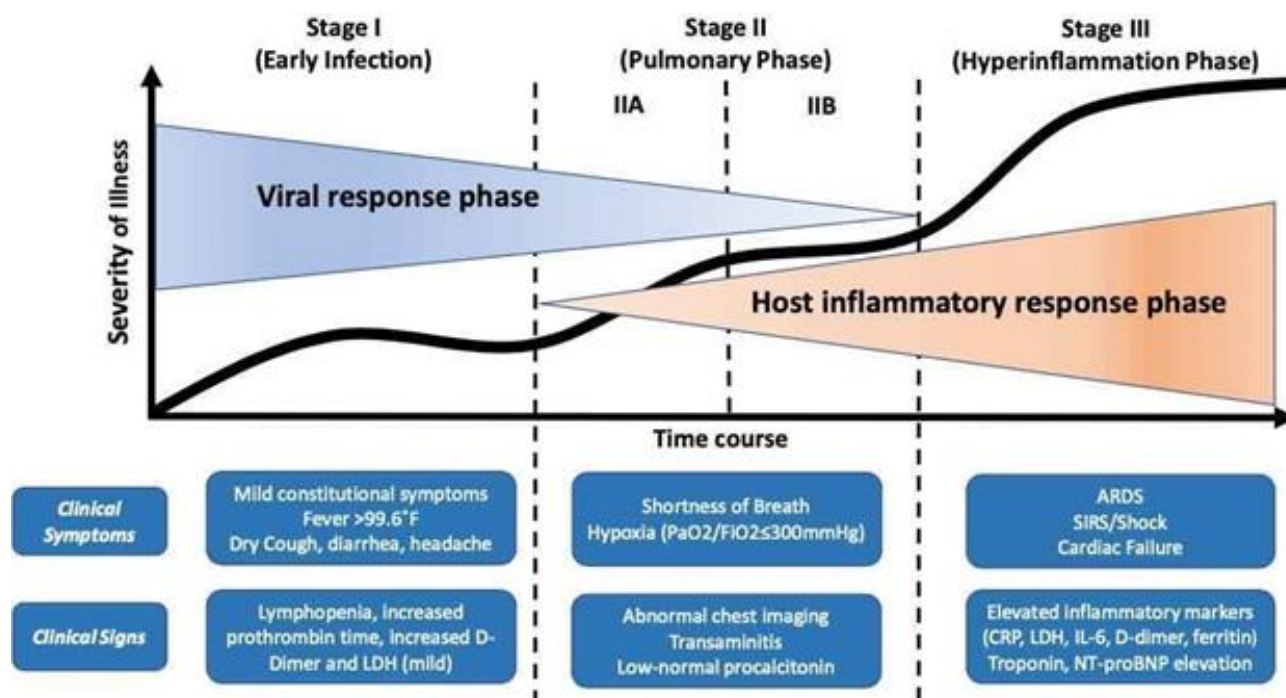 Stage I
(Early Infection)
Stage II
(Pulmonary Phase)
Stage III
(Hyperinflammation Phase)
IIA
IIB
Severity of Illness
Viral response phase
Host inflammatory response phase
Time course
Clinical
Symptoms
Mild constitutional symptoms
Fever >99.6°F
Dry Cough, diarrhea, headache
Shortness of Breath
Hypoxia (PaO2/FiO2≤300mmHg)
ARDS
SIRS/Shock
Cardiac Failure
Clinical Signs
Lymphopenia, increased
prothrombin time, increased D-
Dimer and LDH (mild)
Abnormal chest imaging
Transaminitis
Low-normal procalcitonin
Elevated inflammatory markers
(CRP, LDH, IL-6, D-dimer, ferritin)
Troponin, NT-proBNP elevation